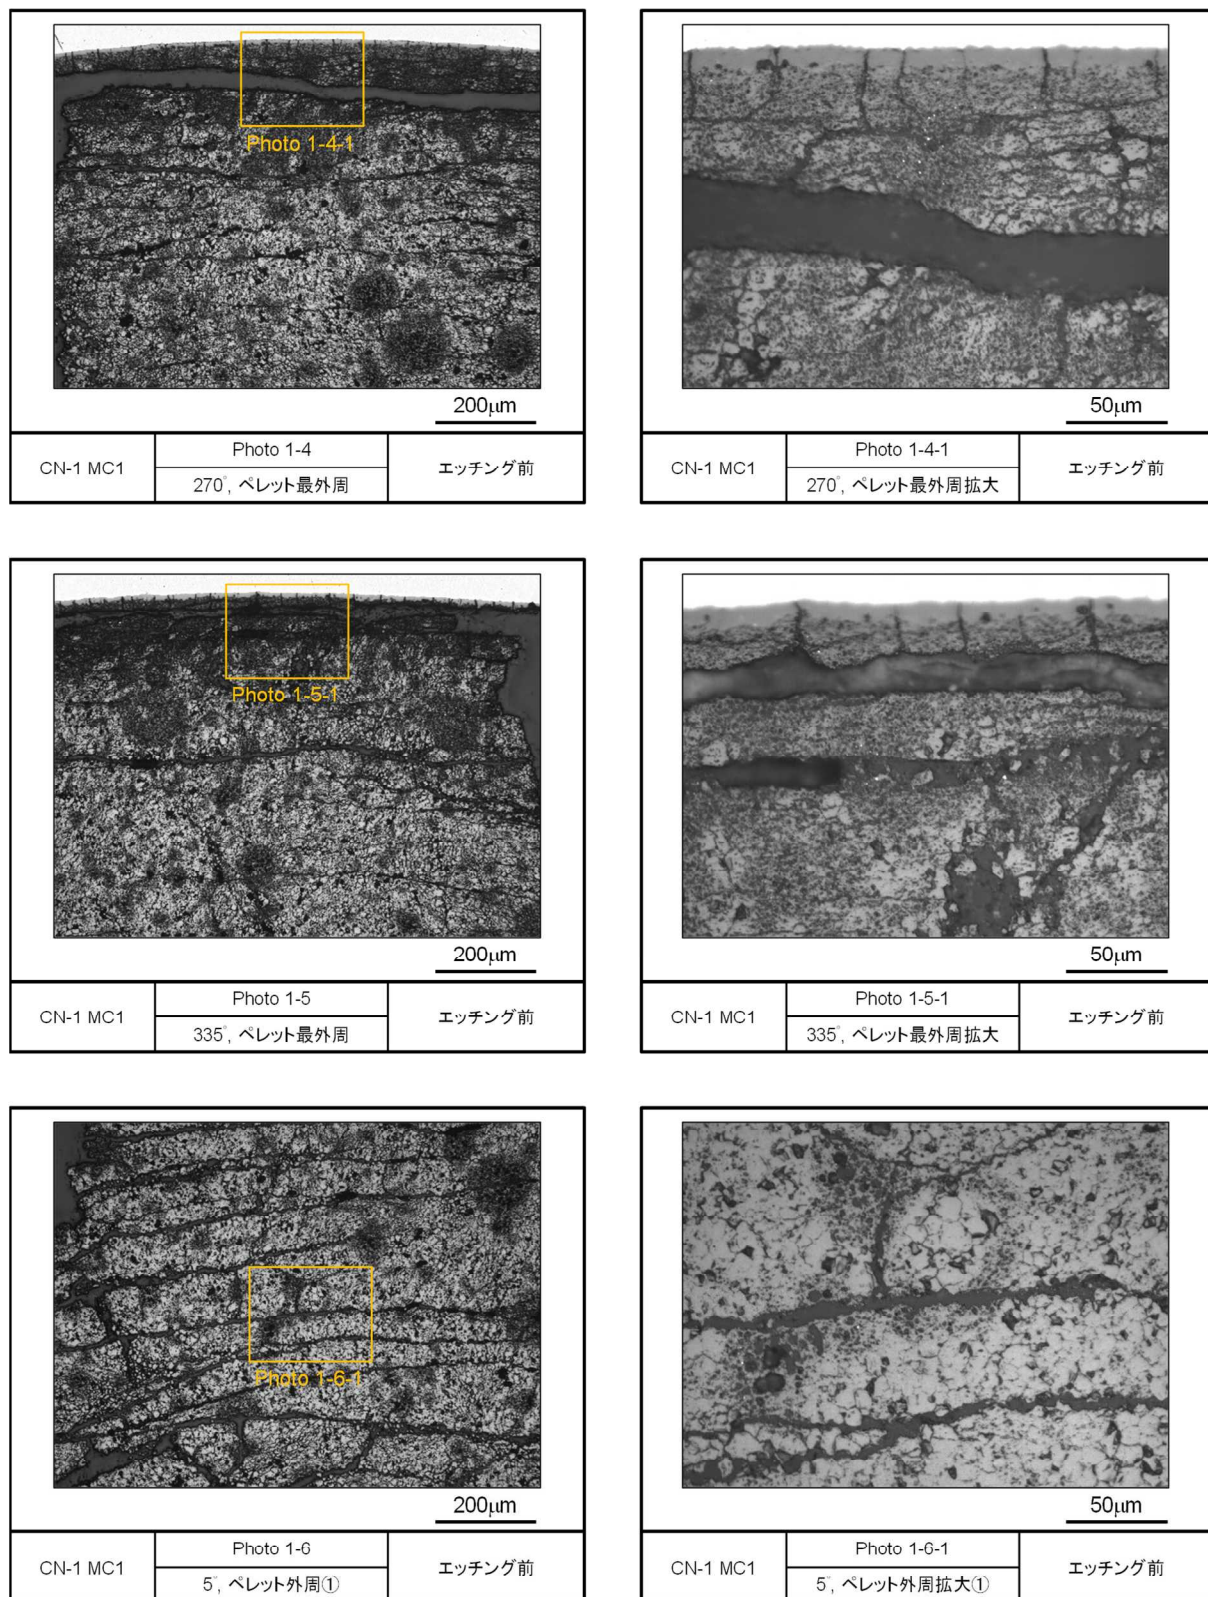 Photo 1-4-1
200μm
50μm
CN-1 MC1
Photo 1-4
270°, ペレット最外周
エッチング前
CN-1 MC1
Photo 1-4-1
270°, ペレット最外周拡大
エッチング前
Photo 1-5-1
200μm
50μm
CN-1 MC1
Photo 1-5
335°, ペレット最外周
エッチング前
CN-1 MC1
Photo 1-5-1
335°, ペレット最外周拡大
エッチング前
Photo 1-6-1
200μm
50μm
CN-1 MC1
Photo 1-6
5°, ペレット外周①
エッチング前
CN-1 MC1
Photo 1-6-1
5°, ペレット外周拡大①
エッチング前